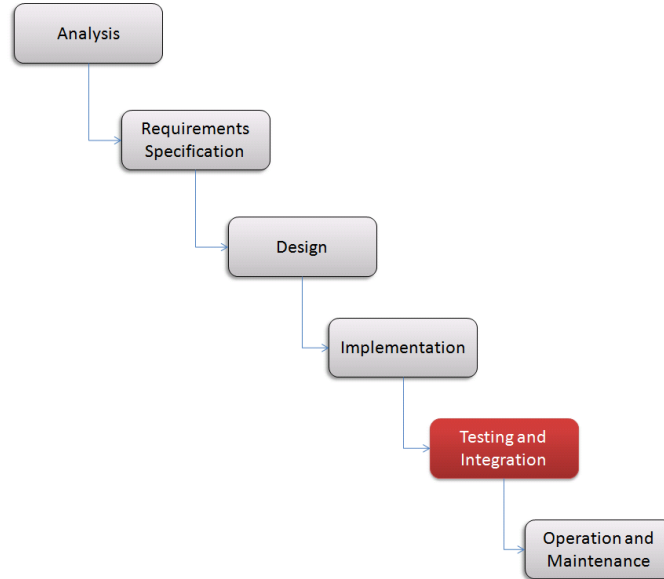 Analysis
Requirements
Specification
Design
Implementation
Testing and
Integration
Operation and
Maintenance